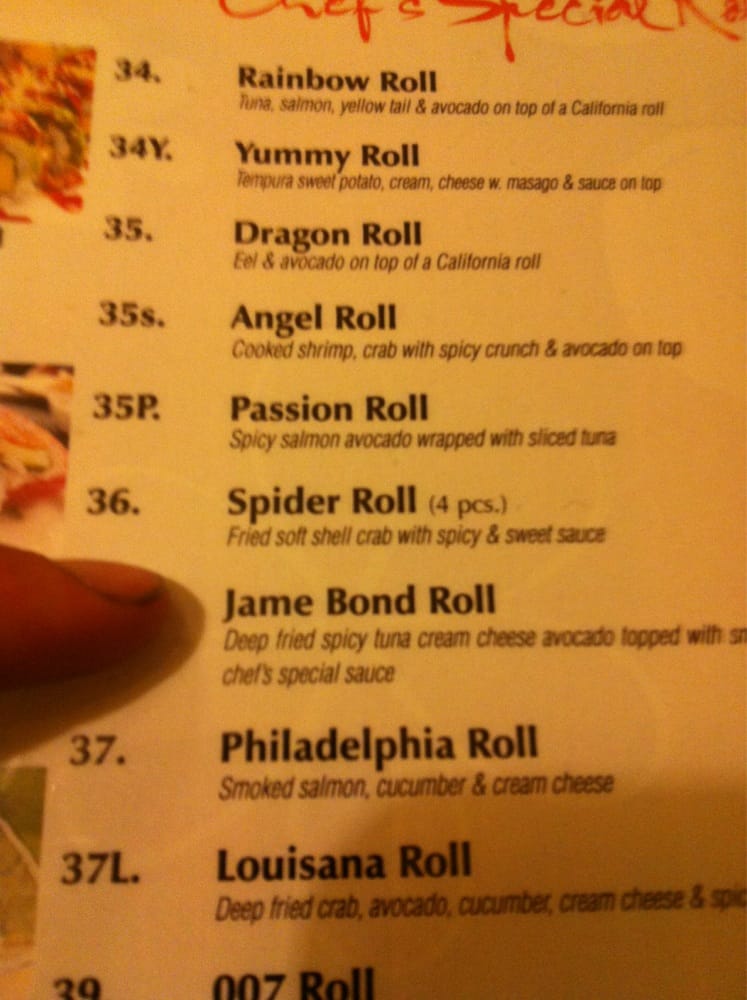 Chef's Special
34. Rainbow Roll
Tuna, salmon, yellow tail & avocado on top of a California roll
34Y. Yummy Roll
Tempura sweet potato, cream, cheese w. masago & sauce on top
35. Dragon Roll
Eel & avocado on top of a California roll
35s. Angel Roll
Cooked shrimp, crab with spicy crunch & avocado on top
35P. Passion Roll
Spicy salmon avocado wrapped with sliced tuna
36. Spider Roll (4 pcs.)
Fried soft shell crab with spicy & sweet sauce
Jame Bond Roll
Deep fried spicy tuna cream cheese avocado topped with
chef's special sauce
37. Philadelphia Roll
Smoked salmon, cucumber & cream cheese
37L. Louisana Roll
Deep fried crab, avocado, cucumber, cream cheese &
39 007 Roll